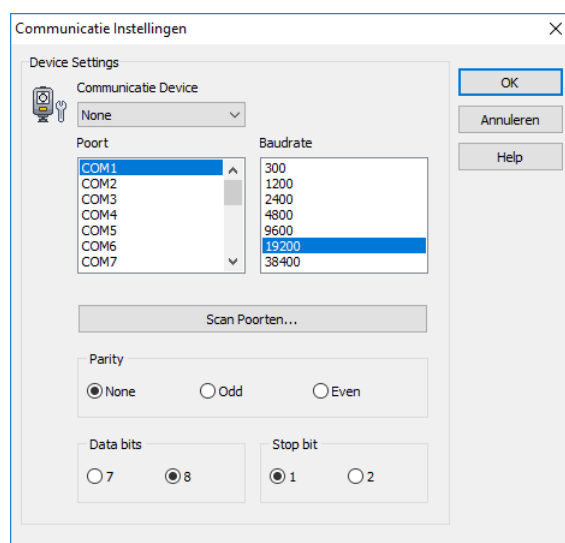 Communicatie Instellingen
Device Settings
Communicatie Device
None
Poort
COM1
COM2
COM3
COM4
COM5
COM6
COM7
Baudrate
300
1200
2400
4800
9600
19200
38400
Scan Poorten...
Parity
None Odd Even
Data bits
7 8
Stop bit
1 2
OK
Annuleren
Help